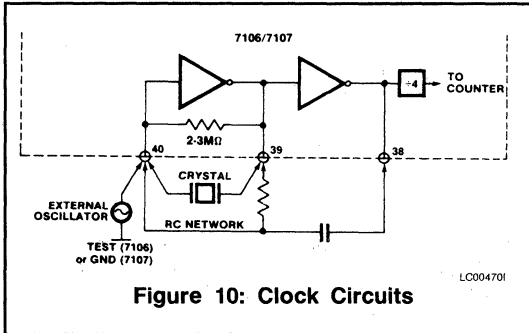 7106/7107
÷4
TO
COUNTER
2-3MΩ
40
39
38
CRYSTAL
EXTERNAL
OSCILLATOR
RC NETWORK
TEST (7106)
or GND (7107)
LC00470I
Figure 10: Clock Circuits